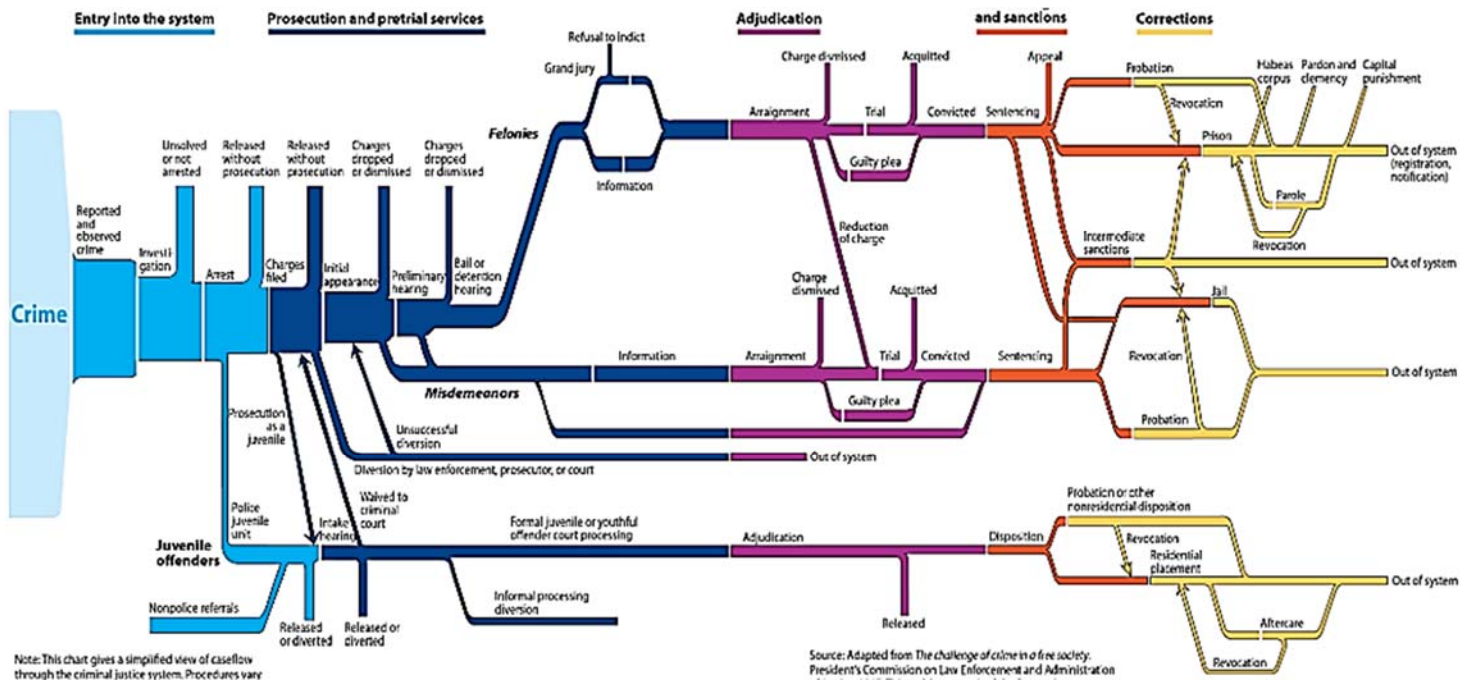 Entry into the system
Prosecution and pretrial services
Adjudication
and sanctions
Corrections
Refusal to indict
Grand jury
Charge dismissed
Acquitted
Appeal
Probation
Habeas
corpus
Pardon and
clemency
Capital
punishment
Revocation
Unsolved
or not
arrested
Released
without
prosecution
Released
without
prosecution
Charges
dropped
or dismissed
Charges
dropped
or dismissed
Felonies
Arraignment
Trial
Convicted
Sentencing
Prison
Out of system
(registration,
notification)
Guilty plea
Information
Parole
Revocation
Reported
and
observed
crime
Investi-
gation
Arrest
Charges
filed
Initial
appearance
Preliminary
hearing
Bail or
detention
hearing
Reduction
of charge
Intermediate
sanctions
Out of system
Crime
Charge
dismissed
Acquitted
Jail
Information
Arraignment
Trial
Convicted
Sentencing
Revocation
Out of system
Misdemeanors
Guilty plea
Probation
Prosecution
as a
juvenile
Unsuccessful
diversion
Out of system
Diversion by law enforcement, prosecutor, or court
Waived to
criminal
court
Police
juvenile
unit
Juvenile
offenders
Intake
hearing
Formal juvenile or youthful
offender court processing
Adjudication
Disposition
Probation or other
nonresidential disposition
Revocation
Residential
placement
Out of system
Nonpolice referrals
Released
or diverted
Released or
diverted
Informal processing
diversion
Released
Aftercare
Revocation
Note: This chart gives a simplified view of caseflow
through the criminal justice system. Procedures vary
Source: Adapted from The challenge of crime in a free society.
President's Commission on Law Enforcement and Administration